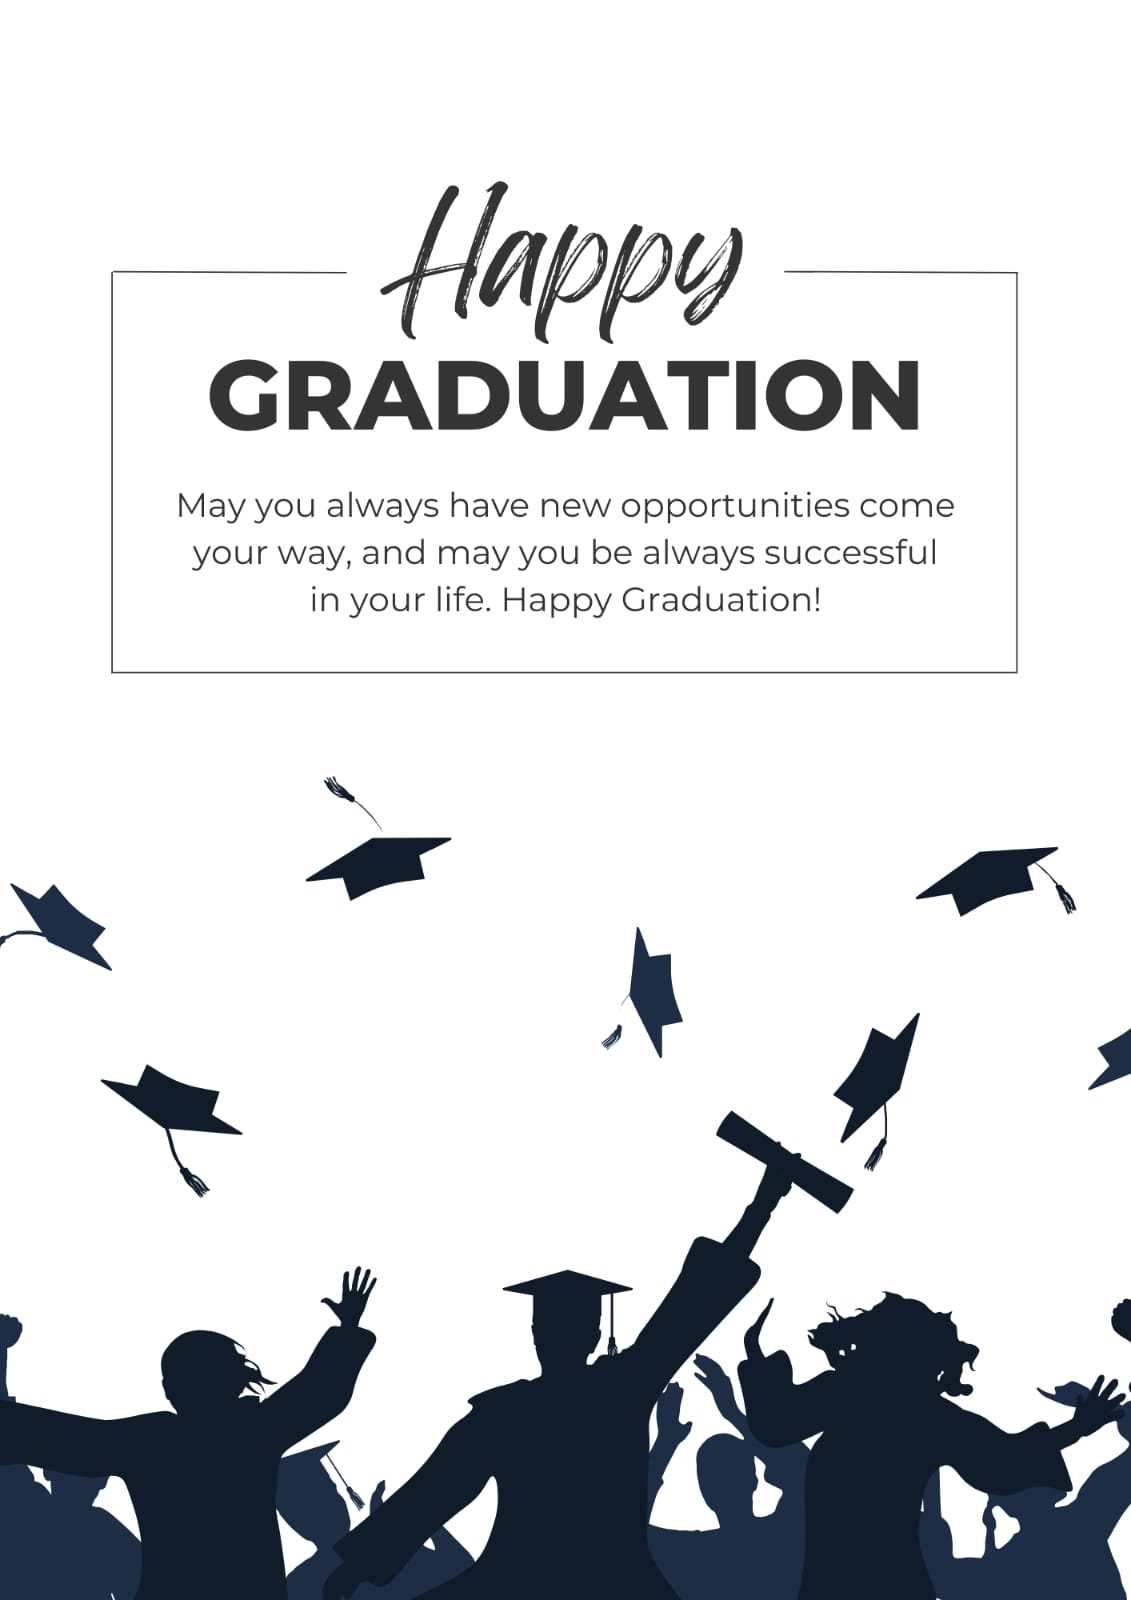 Happy
GRADUATION
May you always have new opportunities come
your way, and may you be always successful
in your life. Happy Graduation!